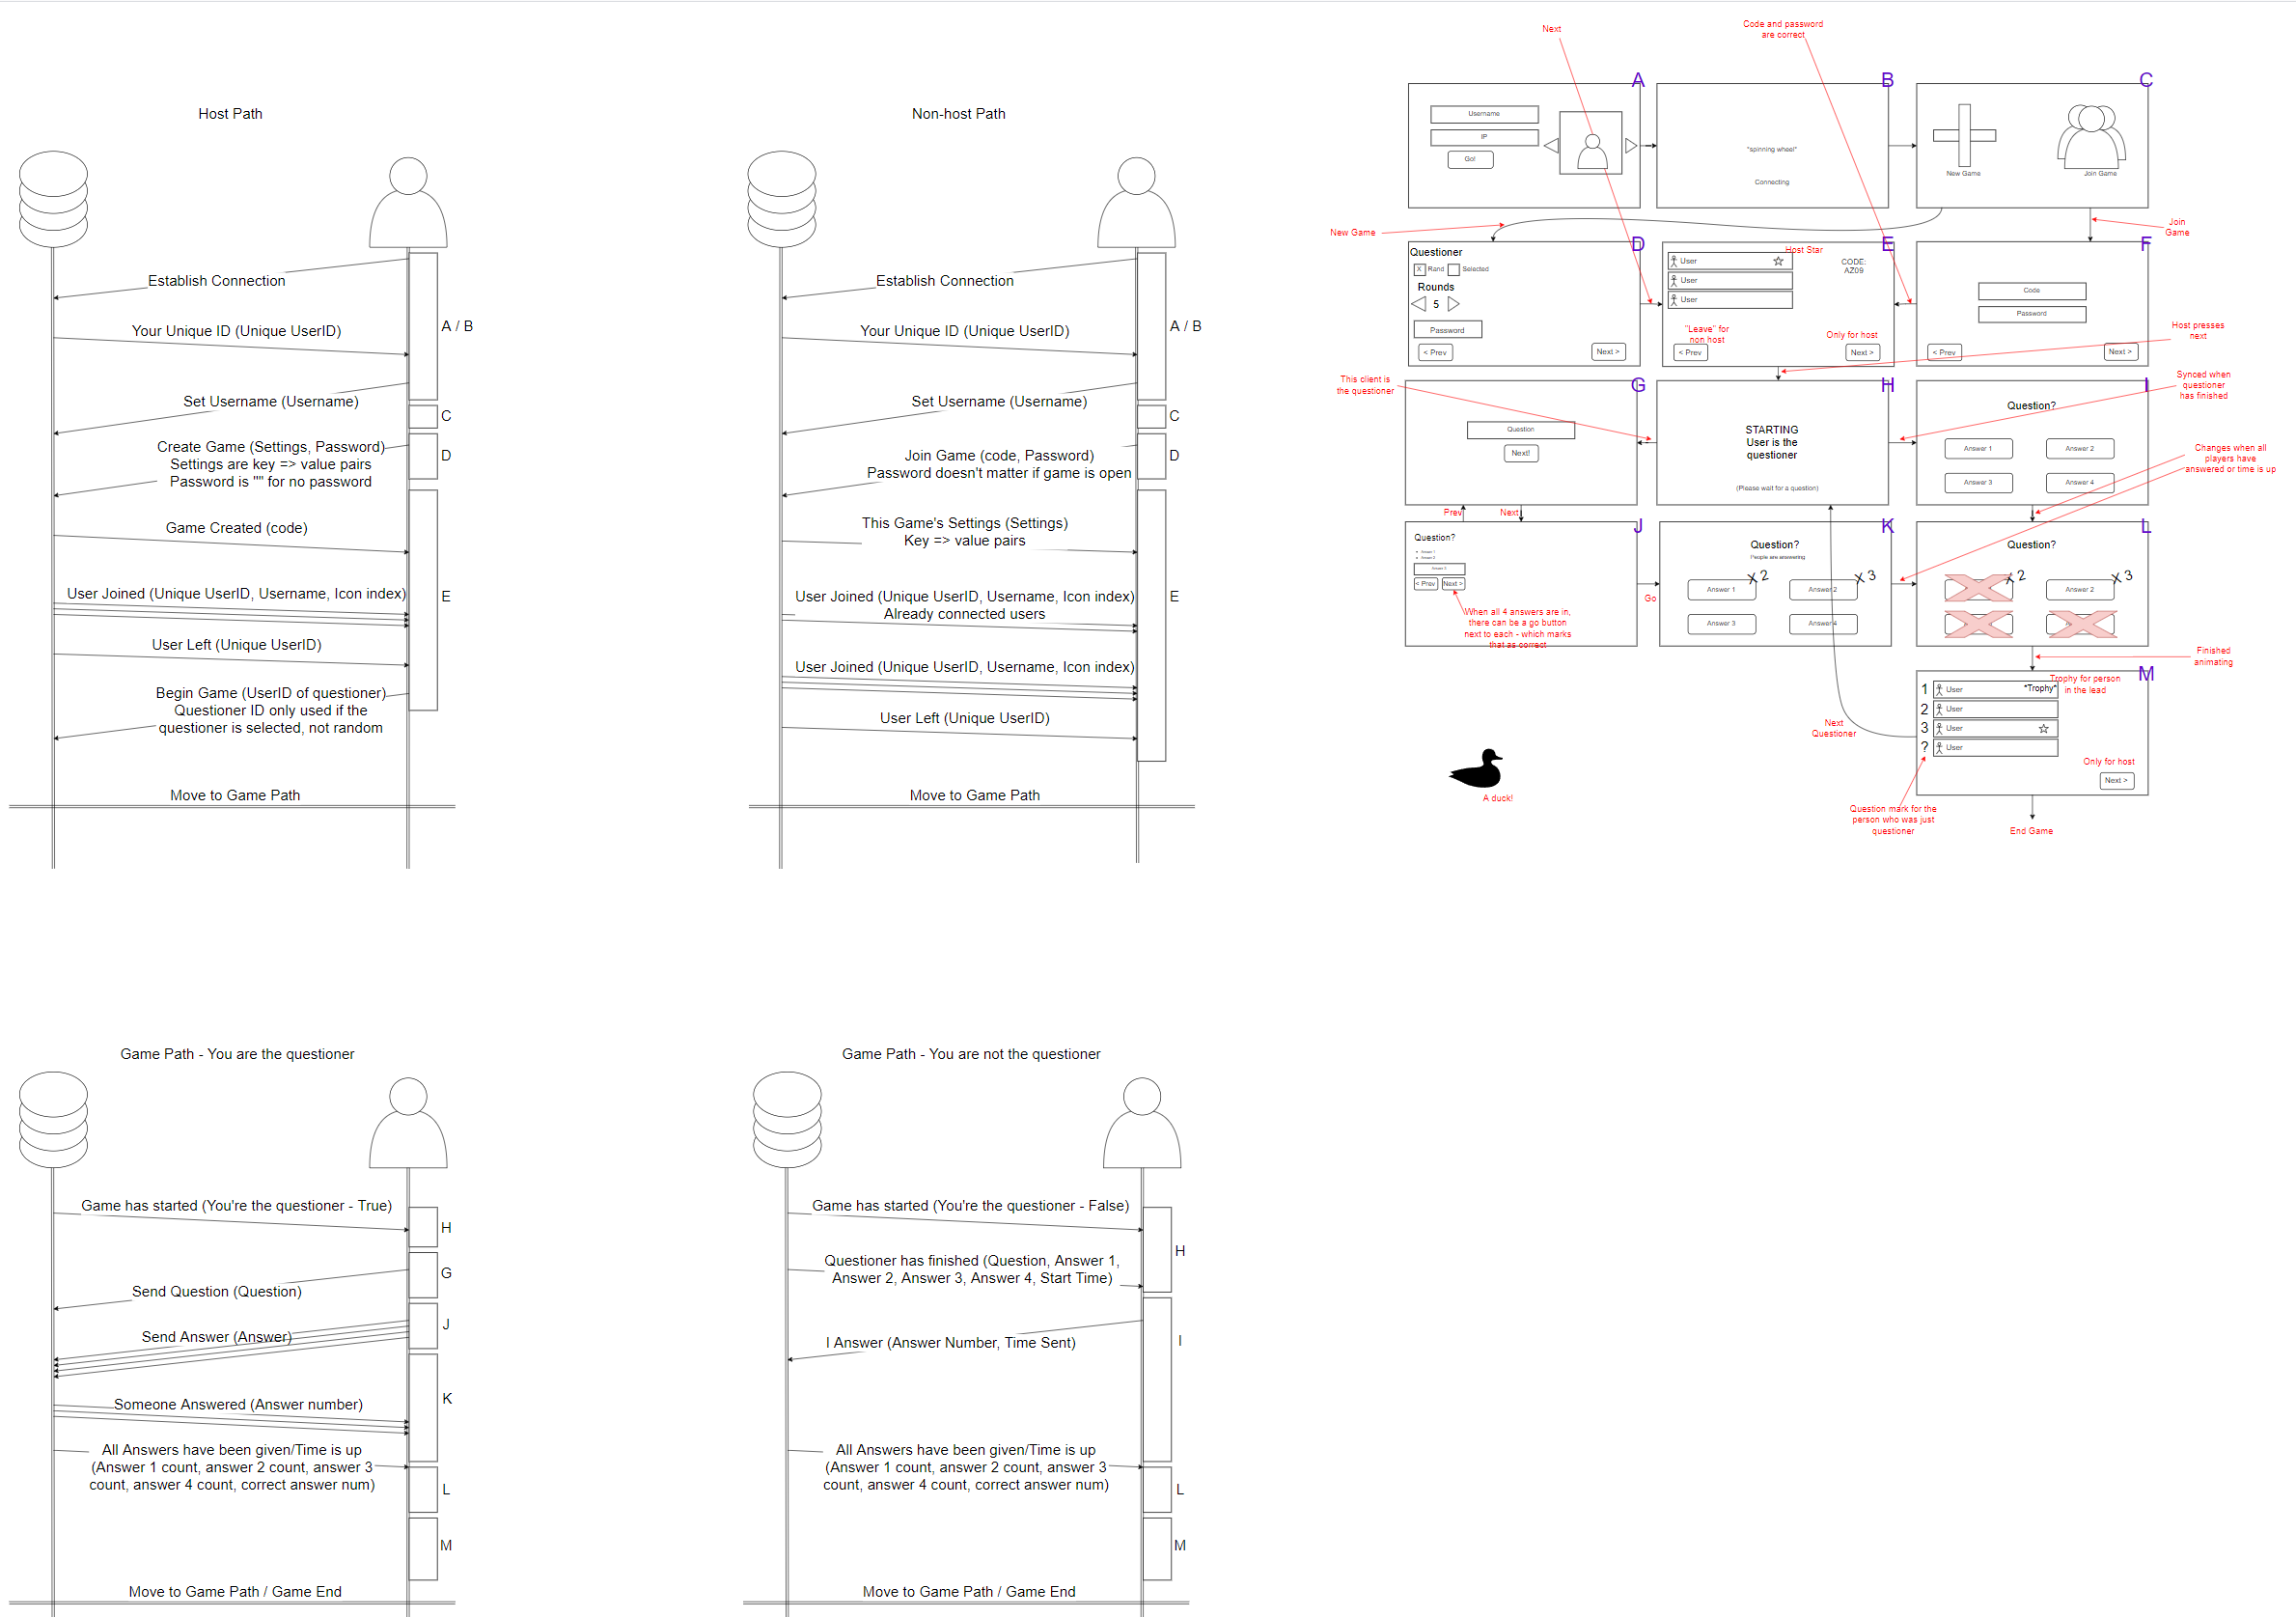 Host Path
Establish Connection
Your Unique ID (Unique UserID)
A / B
Set Username (Username)
C
Create Game (Settings, Password)
Settings are key => value pairs
Password is "" for no password
D
Game Created (code)
User Joined (Unique UserID, Username, Icon index)
E
User Left (Unique UserID)
Begin Game (UserID of questioner)
Questioner ID only used if the
questioner is selected, not random
Move to Game Path
Non-host Path
Establish Connection
Your Unique ID (Unique UserID)
A / B
Set Username (Username)
C
Join Game (code, Password)
Password doesn't matter if game is open
D
This Game's Settings (Settings)
Key => value pairs
User Joined (Unique UserID, Username, Icon index)
Already connected users
E
User Joined (Unique UserID, Username, Icon index)
User Left (Unique UserID)
Move to Game Path
Next
Code and password
are correct
A
Username
IP
Go!
B
*spinning wheel*
Connecting
C
New Game
Join Game
New Game
Join
Game
D
Questioner
X Rand Selected
Rounds
5
Password
< Prev
Next >
E
Host Star
User
User
User
CODE:
AZ09
"Leave" for
non host
< Prev
Only for host
Next >
F
Code
Password
< Prev
Next >
Host presses
next
This client is
the questioner
G
Question
Next!
H
STARTING
User is the
questioner
(Please wait for a question)
I
Question?
Answer 1
Answer 2
Answer 3
Answer 4
Synced when
questioner
has finished
Changes when all
players have
answered or time is up
Prev
Next
J
Question?
Answer 1
Answer 2
Answer 3
< Prev
Next >
When all 4 answers are in,
there can be a go button
next to each - which marks
that as correct
Go
K
Question?
People are answering
Answer 1
X 2
Answer 2
X 3
Answer 3
Answer 4
L
Question?
X 2
Answer 2
X 3
Finished
animating
M
Trophy for person
in the lead
1 User *Trophy*
2 User
3 User
? User
Only for host
Next >
Next
Questioner
Question mark for the
person who was just
questioner
End Game
A duck!
Game Path - You are the questioner
Game has started (You're the questioner - True)
H
G
Send Question (Question)
J
Send Answer (Answer)
K
Someone Answered (Answer number)
All Answers have been given/Time is up
(Answer 1 count, answer 2 count, answer 3
count, answer 4 count, correct answer num)
L
M
Move to Game Path / Game End
Game Path - You are not the questioner
Game has started (You're the questioner - False)
H
Questioner has finished (Question, Answer 1,
Answer 2, Answer 3, Answer 4, Start Time)
I Answer (Answer Number, Time Sent)
I
All Answers have been given/Time is up
(Answer 1 count, answer 2 count, answer 3
count, answer 4 count, correct answer num)
L
M
Move to Game Path / Game End